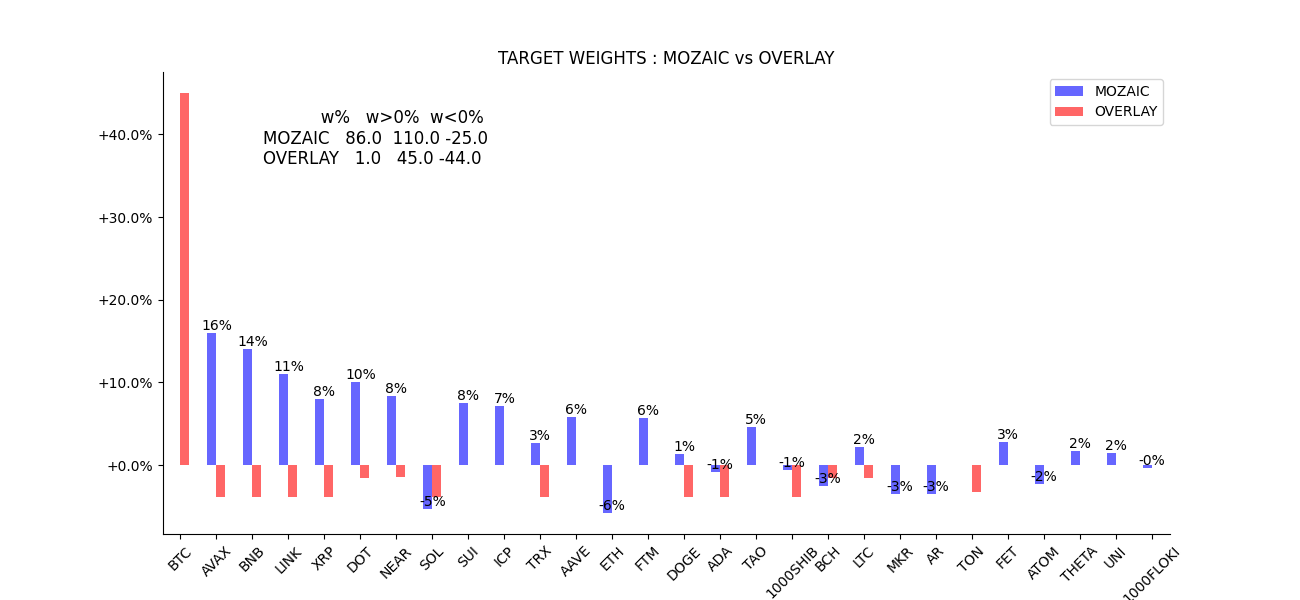 TARGET WEIGHTS : MOZAIC vs OVERLAY
MOZAIC
OVERLAY
w% w>0% w<0%
MOZAIC 86.0 110.0 -25.0
OVERLAY 1.0 45.0 -44.0
+40.0%
+30.0%
+20.0%
+10.0%
+0.0%
16%
14%
11%
8%
10%
8%
-5%
8%
7%
3%
6%
-6%
6%
1%
-1%
5%
-1%
-3%
2%
-3%
-3%
3%
-2%
2%
2%
-0%
BTC
AVAX
BNB
LINK
XRP
DOT
NEAR
SOL
SUI
ICP
TRX
AAVE
ETH
FTM
DOGE
ADA
TAO
1000SHIB
BCH
LTC
MKR
AR
TON
FET
ATOM
THETA
UNI
1000FLOKI